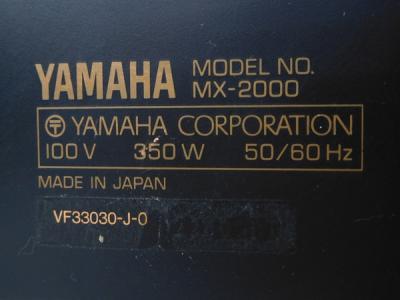 YAMAHA MODEL NO. MX-2000
〶 YAMAHA CORPORATION
100 V 350 W 50/60 Hz
MADE IN JAPAN
VF33030-J-0